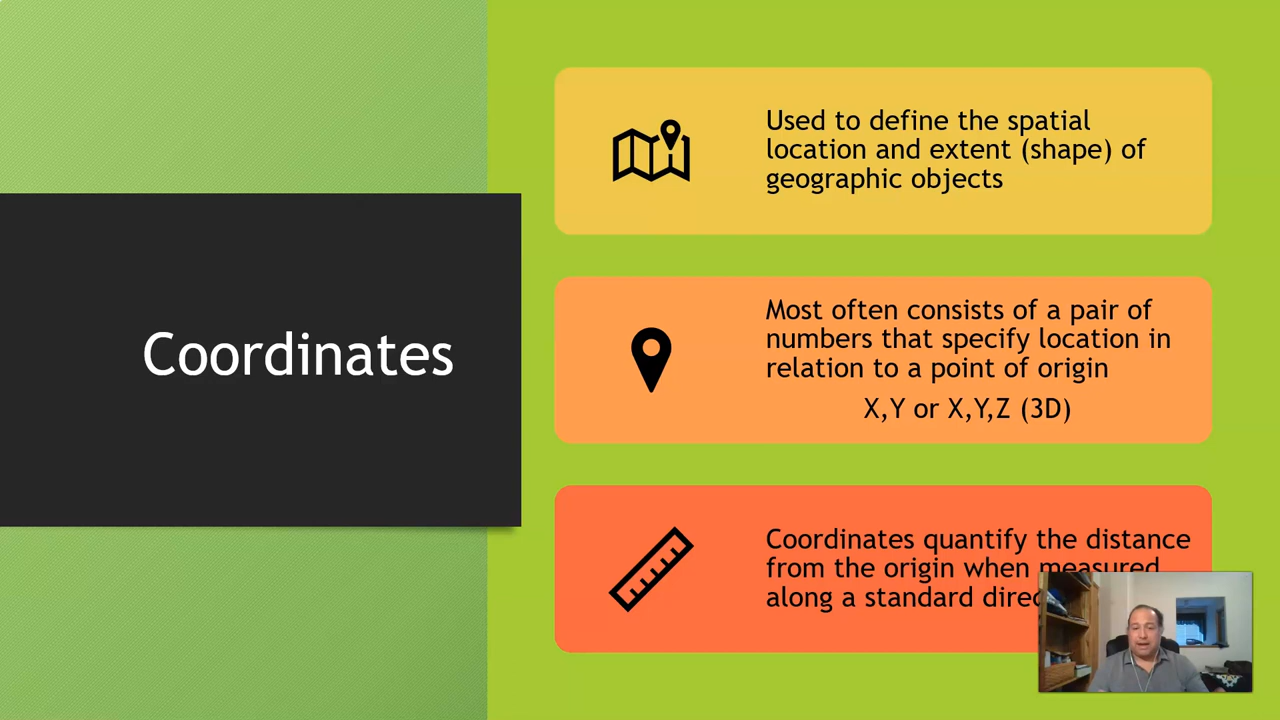 Coordinates
Used to define the spatial
location and extent (shape) of
geographic objects
Most often consists of a pair of
numbers that specify location in
relation to a point of origin
X,Y or X,Y,Z (3D)
Coordinates quantify the distance
from the origin when measured
along a standard